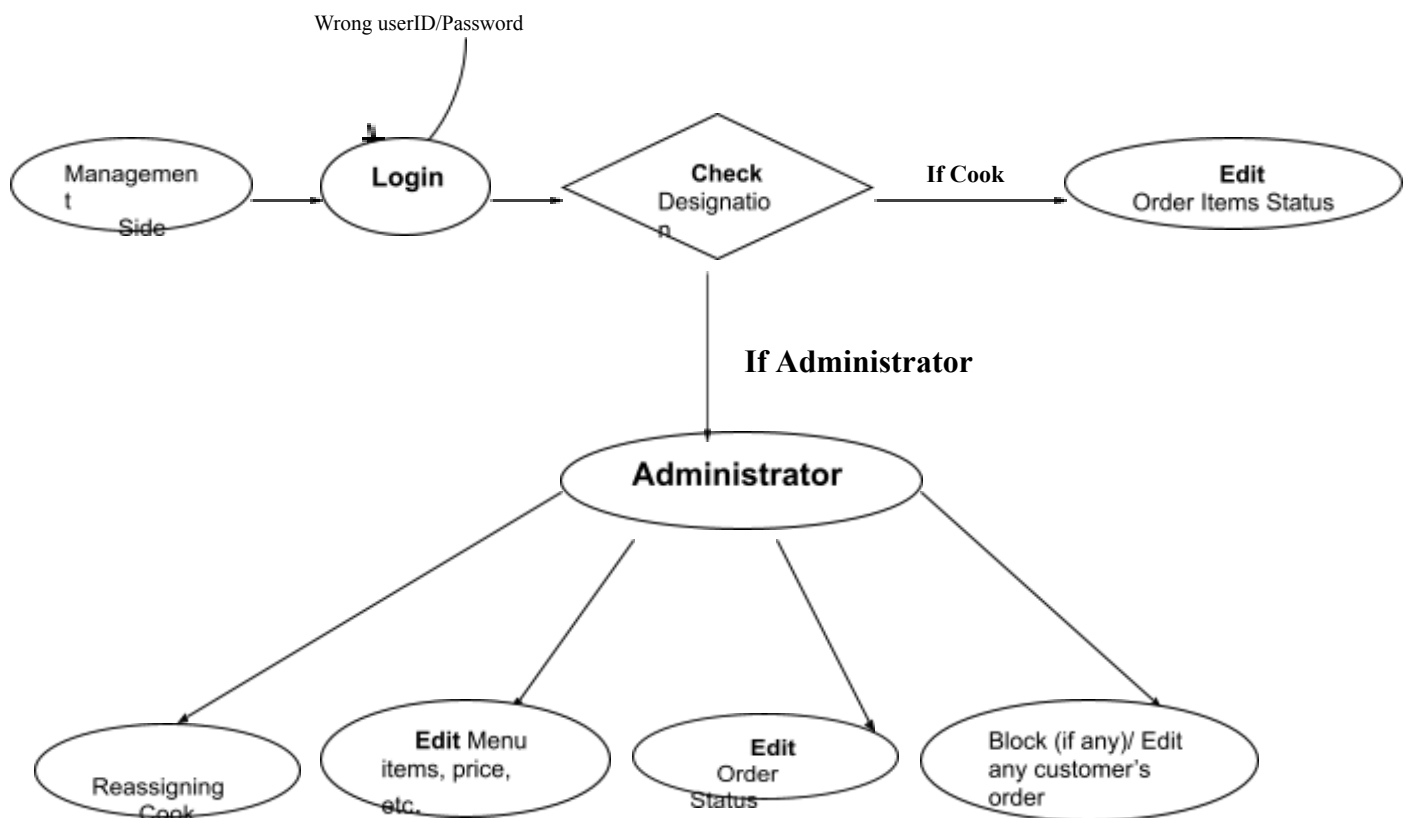 Wrong userID/Password
Managemen
t
Side
Login
Check
Designatio
n
If Cook
Edit
Order Items Status
If Administrator
Administrator
Reassigning
Cook
Edit Menu
items, price,
etc.
Edit
Order
Status
Block (if any)/ Edit
any customer’s
order